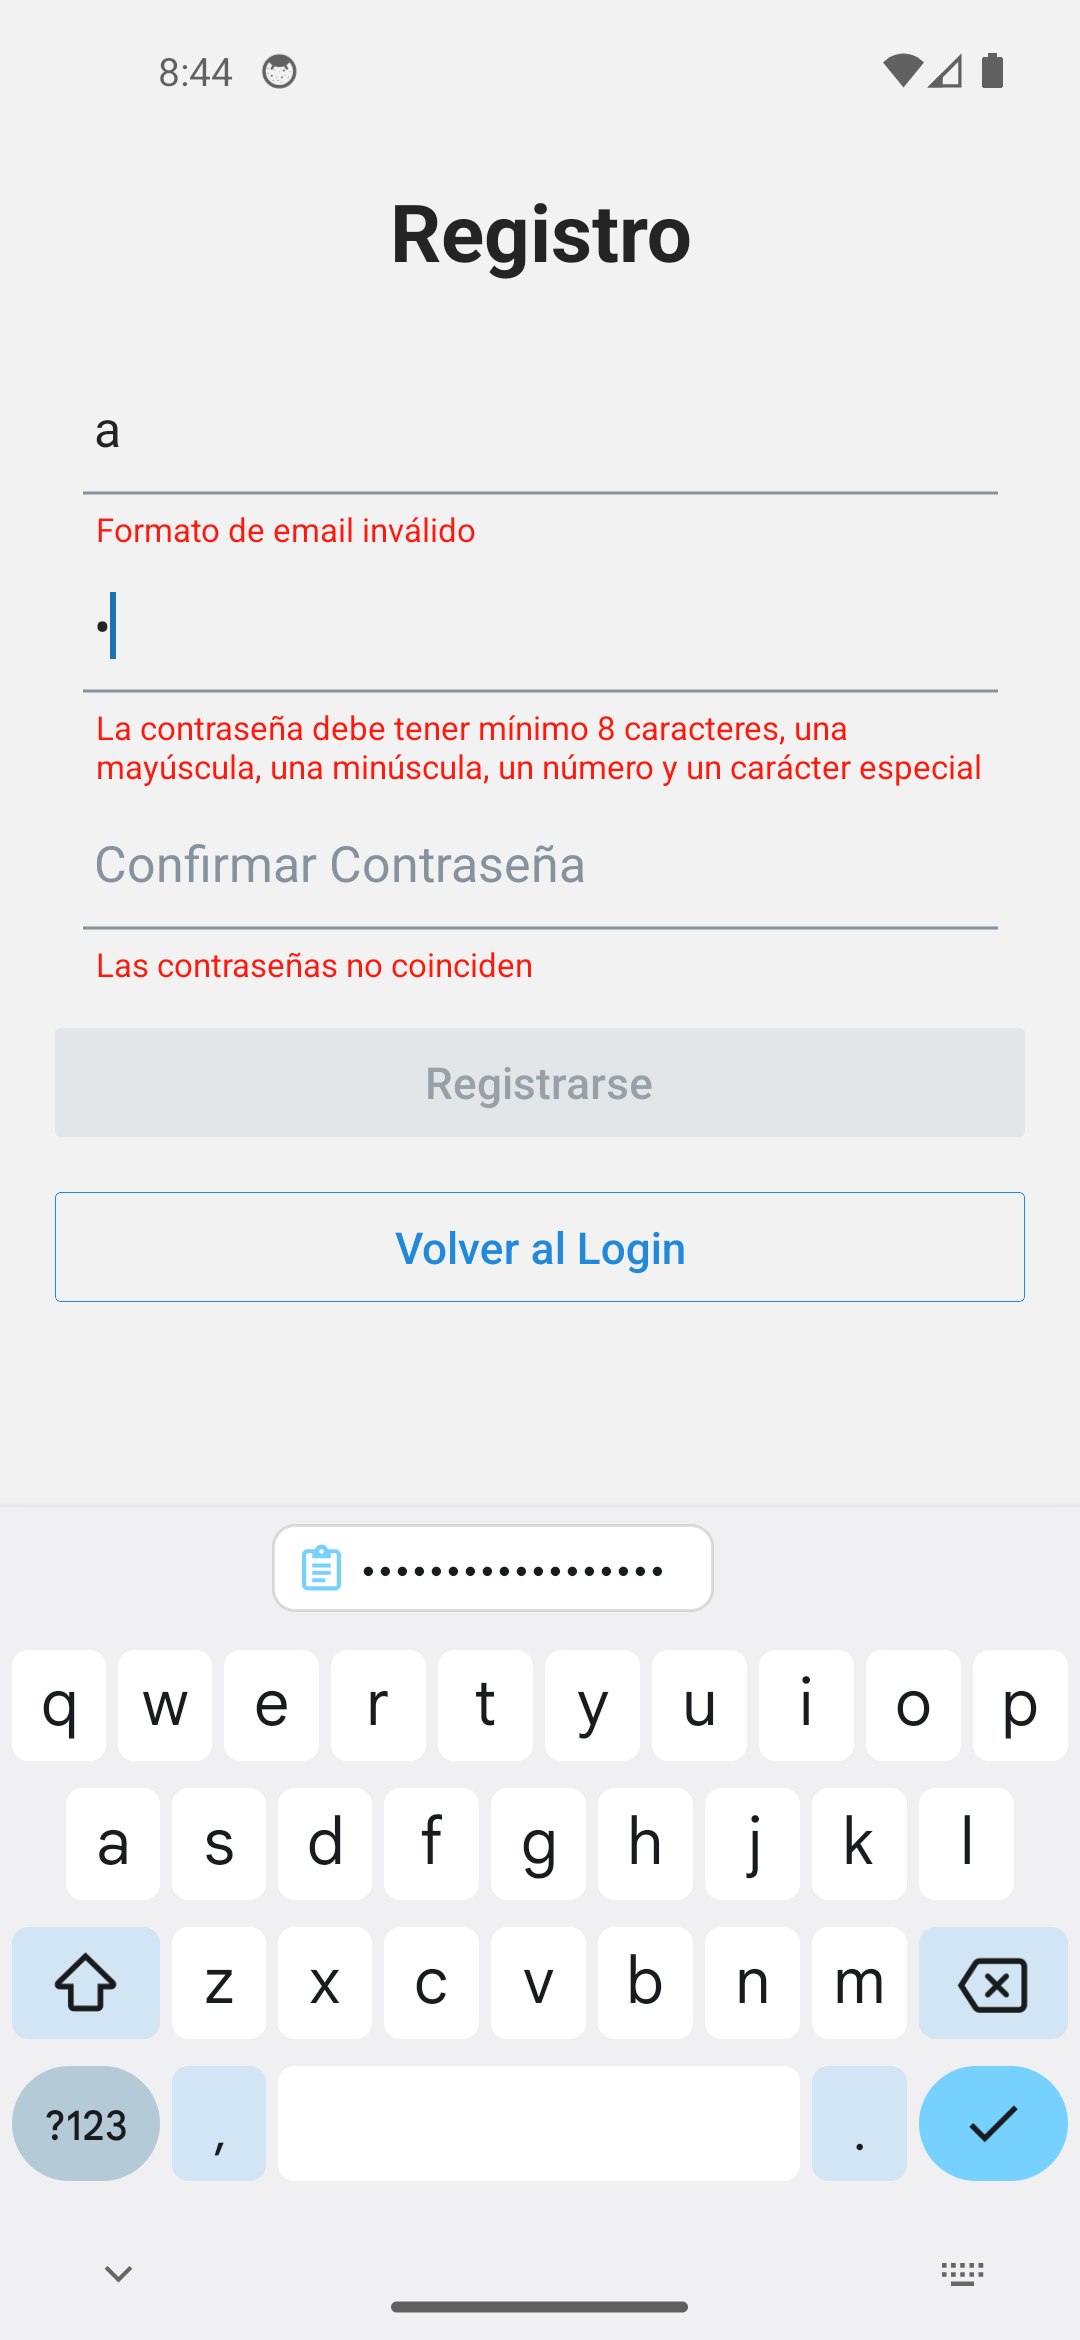 8:44
Registro
a
Formato de email inválido
•
La contraseña debe tener mínimo 8 caracteres, una
mayúscula, una minúscula, un número y un carácter especial
Confirmar Contraseña
Las contraseñas no coinciden
Registrarse
Volver al Login
••••••••••••••••••
q w e r t y u i o p
a s d f g h j k l
z x c v b n m
?123 , .